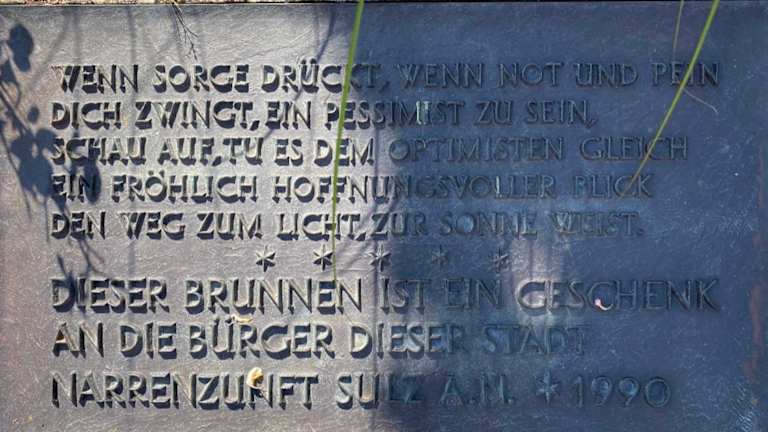 WENN SORGE DRÜCKT, WENN NOT UND PEIN
DICH ZWINGT, EIN PESSIMIST ZU SEIN,
SCHAU AUF, TU ES DEM OPTIMISTEN GLEICH
EIN FRÖHLICH HOFFNUNGSVOLLER BLICK
DEN WEG ZUM LICHT, ZUR SONNE WEIST.
* * * * *
DIESER BRUNNEN IST EIN GESCHENK
AN DIE BÜRGER DIESER STADT
NARRENZUNFT SULZ A.N. * 1990